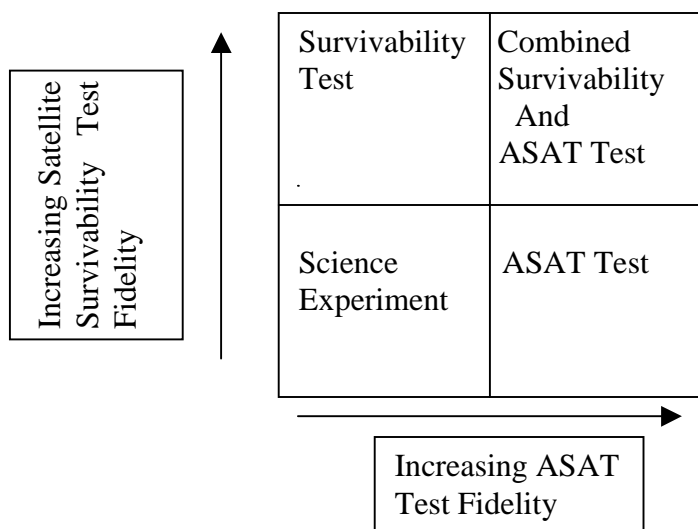 Increasing Satellite
Survivability Test
Fidelity
Survivability
Test
.
Combined
Survivability
And
ASAT Test
Science
Experiment
ASAT Test
Increasing ASAT
Test Fidelity